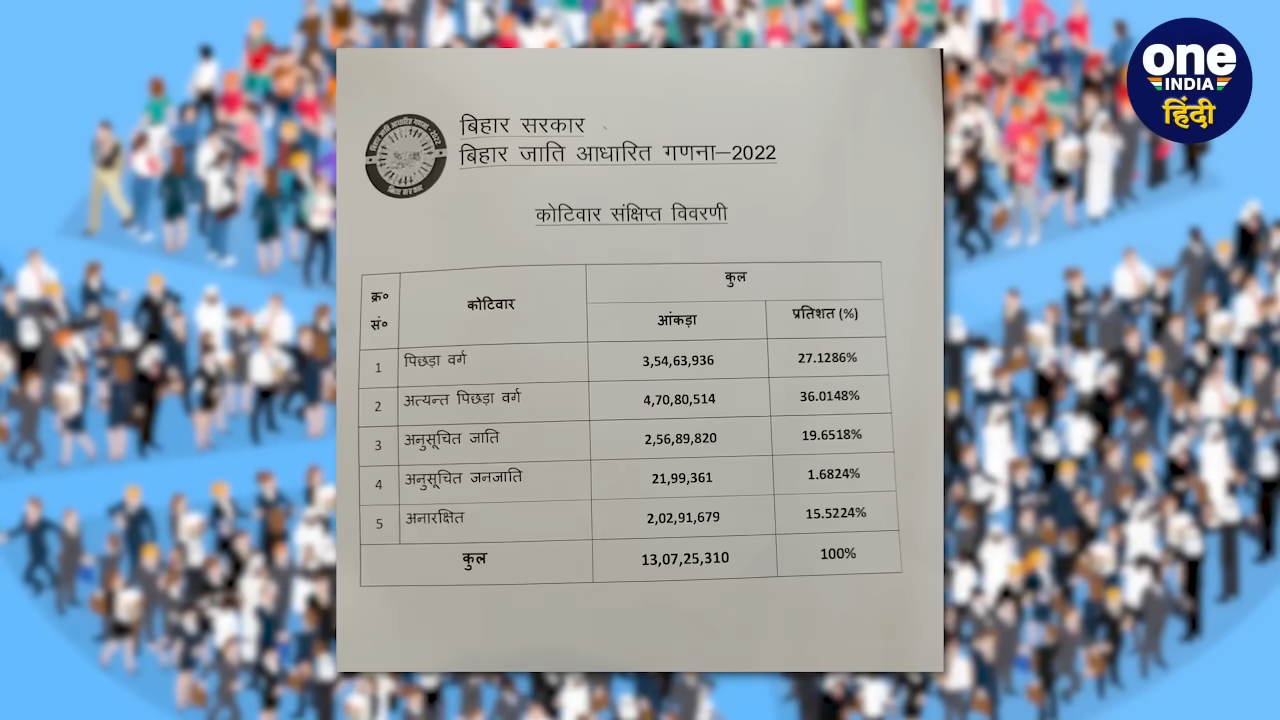 one
INDIA
हिंदी
बिहार जाति आधारित गणना-2022
बिहार सरकार
बिहार जाति आधारित गणना–2022
कोटिवार संक्षिप्त विवरणी
क्र० सं० कोटिवार कुल
आंकड़ा प्रतिशत (%)
1 पिछड़ा वर्ग 3,54,63,936 27.1286%
2 अत्यन्त पिछड़ा वर्ग 4,70,80,514 36.0148%
3 अनुसूचित जाति 2,56,89,820 19.6518%
4 अनुसूचित जनजाति 21,99,361 1.6824%
5 अनारक्षित 2,02,91,679 15.5224%
कुल 13,07,25,310 100%